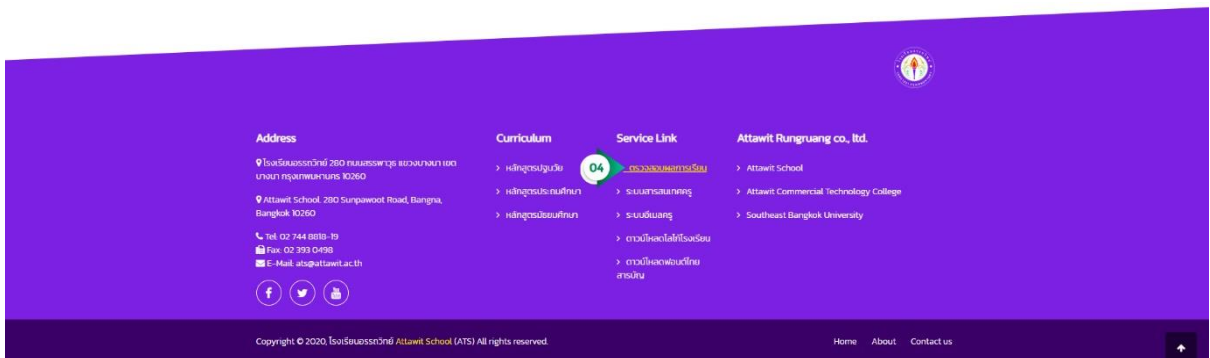 Address
โรงเรียนอรรถวิทย์ 280 ถนนสรรพาวุธ แขวงบางนา เขต
บางนา กรุงเทพมหานคร 10260
Attawit School. 280 Sunpawoot Road, Bangna,
Bangkok 10260
Tel: 02 744 8818-19
Fax: 02 393 0498
E-Mail: ats@attawit.ac.th
Curriculum
> หลักสูตรปฐมวัย
> หลักสูตรประถมศึกษา
> หลักสูตรมัธยมศึกษา
Service Link
04
> ตรวจสอบผลการเรียน
> ระบบสารสนเทศครู
> ระบบอีเมลครู
> ดาวน์โหลดโลโก้โรงเรียน
> ดาวน์โหลดฟอนต์ไทย
สารบัญ
Attawit Rungruang co., ltd.
> Attawit School
> Attawit Commercial Technology College
> Southeast Bangkok University
Copyright © 2020, โรงเรียนอรรถวิทย์ Attawit School (ATS) All rights reserved.
Home About Contact us